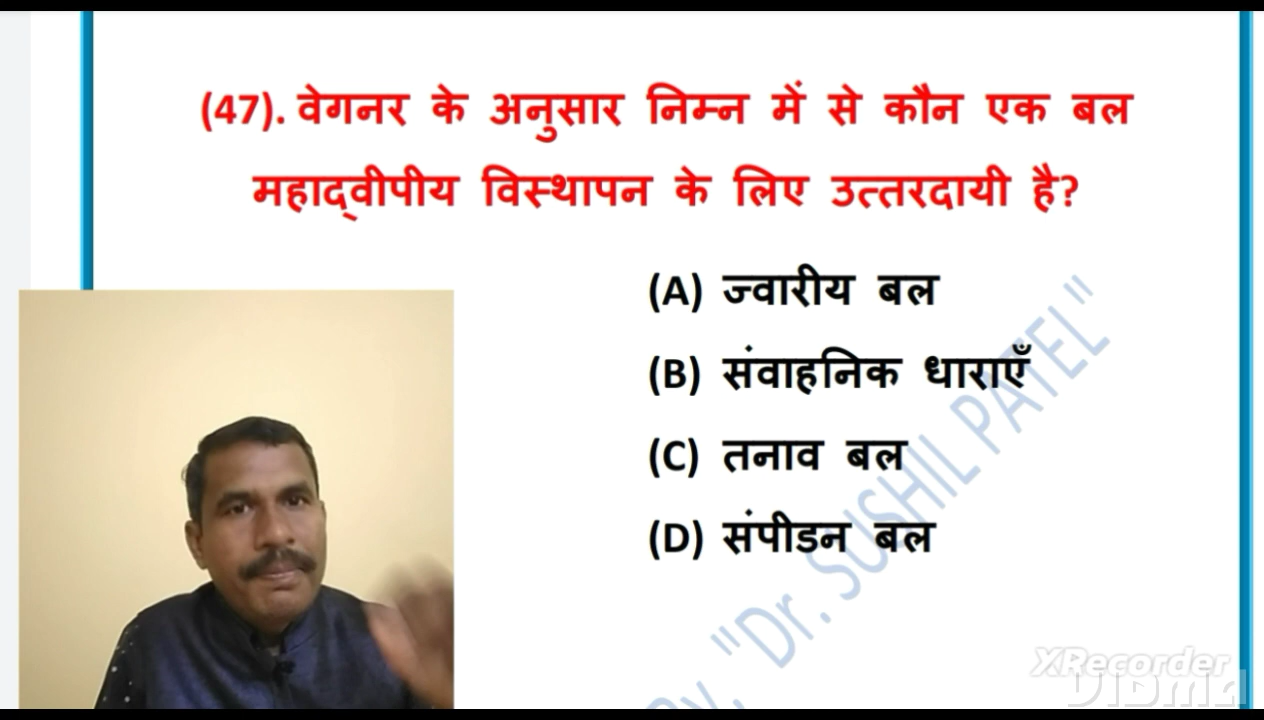 (47). वेगनर के अनुसार निम्न में से कौन एक बल
महाद्वीपीय विस्थापन के लिए उत्तरदायी है?
(A) ज्वारीय बल
(B) संवाहनिक धाराएँ
(C) तनाव बल
(D) संपीडन बल
By, "Dr. SUSHIL PATEL"
XRecorder